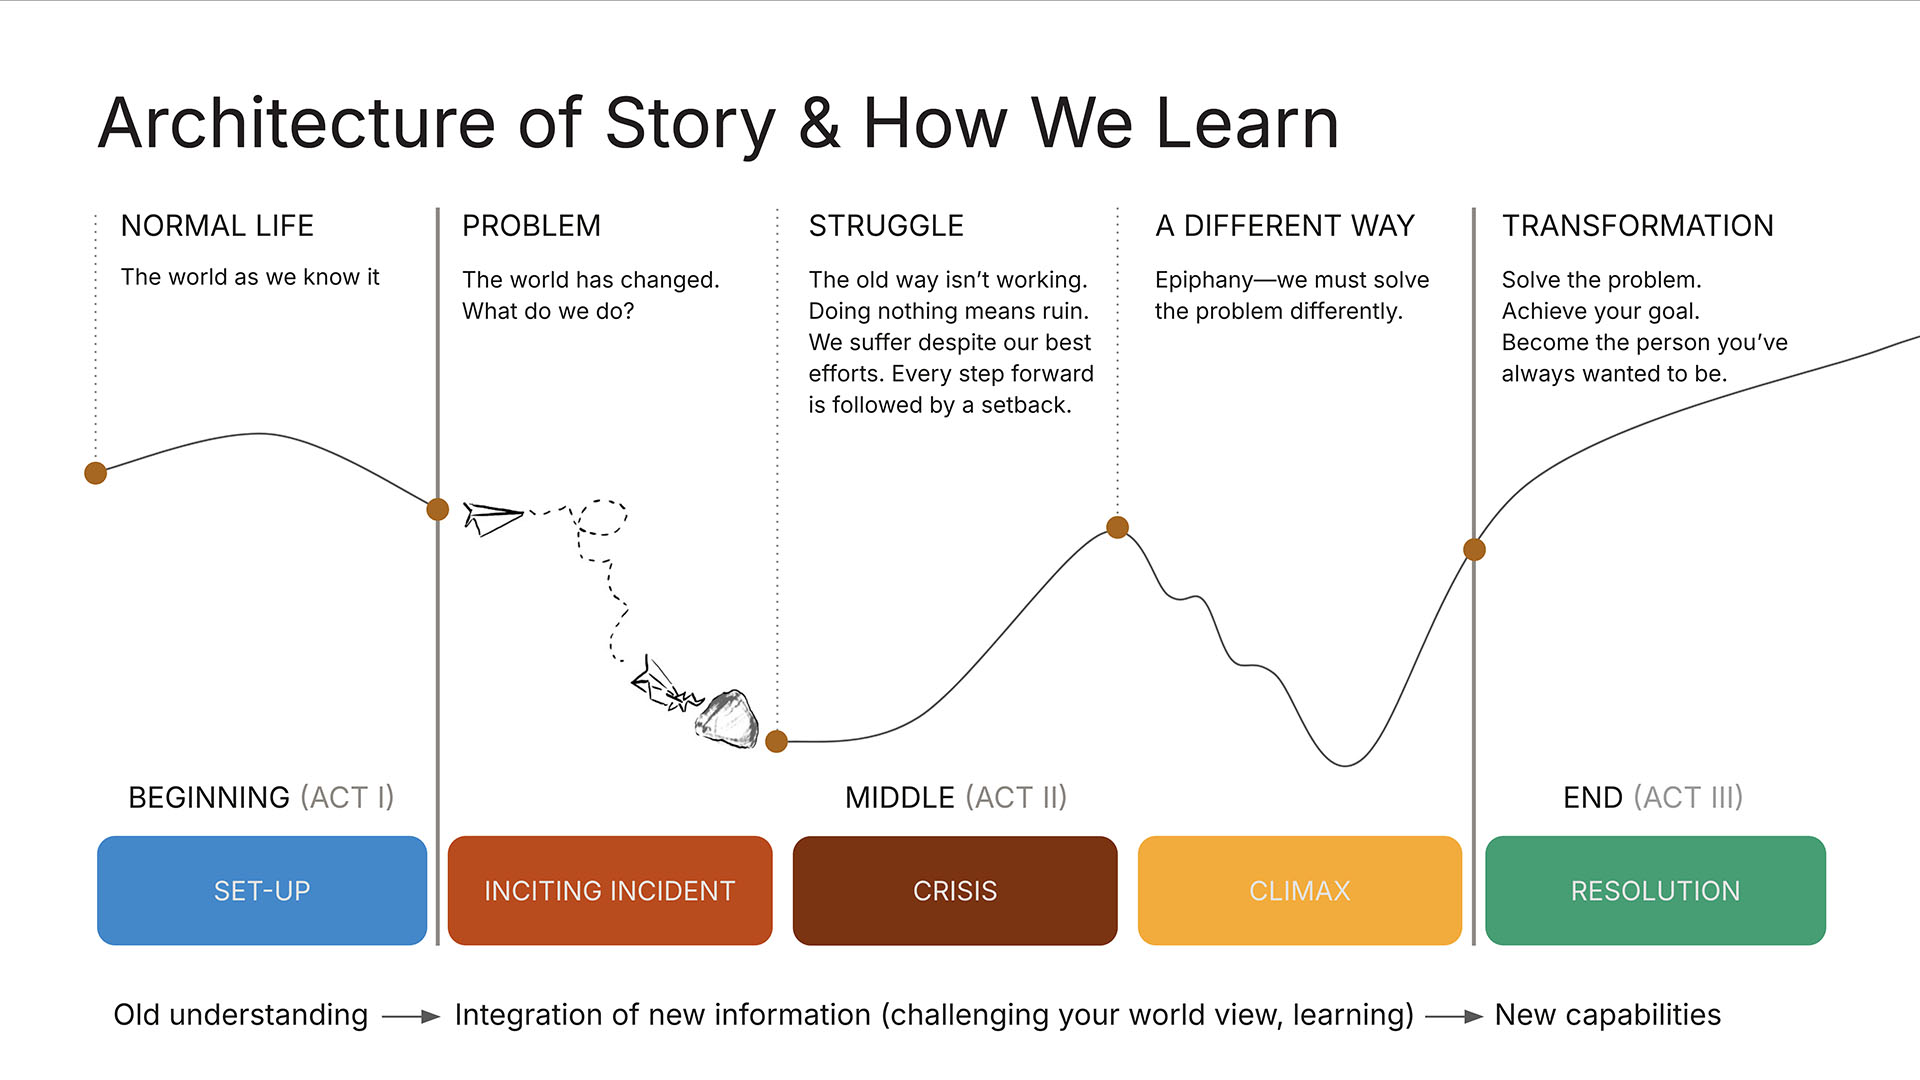 Architecture of Story & How We Learn
NORMAL LIFE
The world as we know it
PROBLEM
The world has changed.
What do we do?
STRUGGLE
The old way isn’t working.
Doing nothing means ruin.
We suffer despite our best
efforts. Every step forward
is followed by a setback.
A DIFFERENT WAY
Epiphany—we must solve
the problem differently.
TRANSFORMATION
Solve the problem.
Achieve your goal.
Become the person you’ve
always wanted to be.
BEGINNING (ACT I)
MIDDLE (ACT II)
END (ACT III)
SET-UP
INCITING INCIDENT
CRISIS
CLIMAX
RESOLUTION
Old understanding
Integration of new information (challenging your world view, learning)
New capabilities